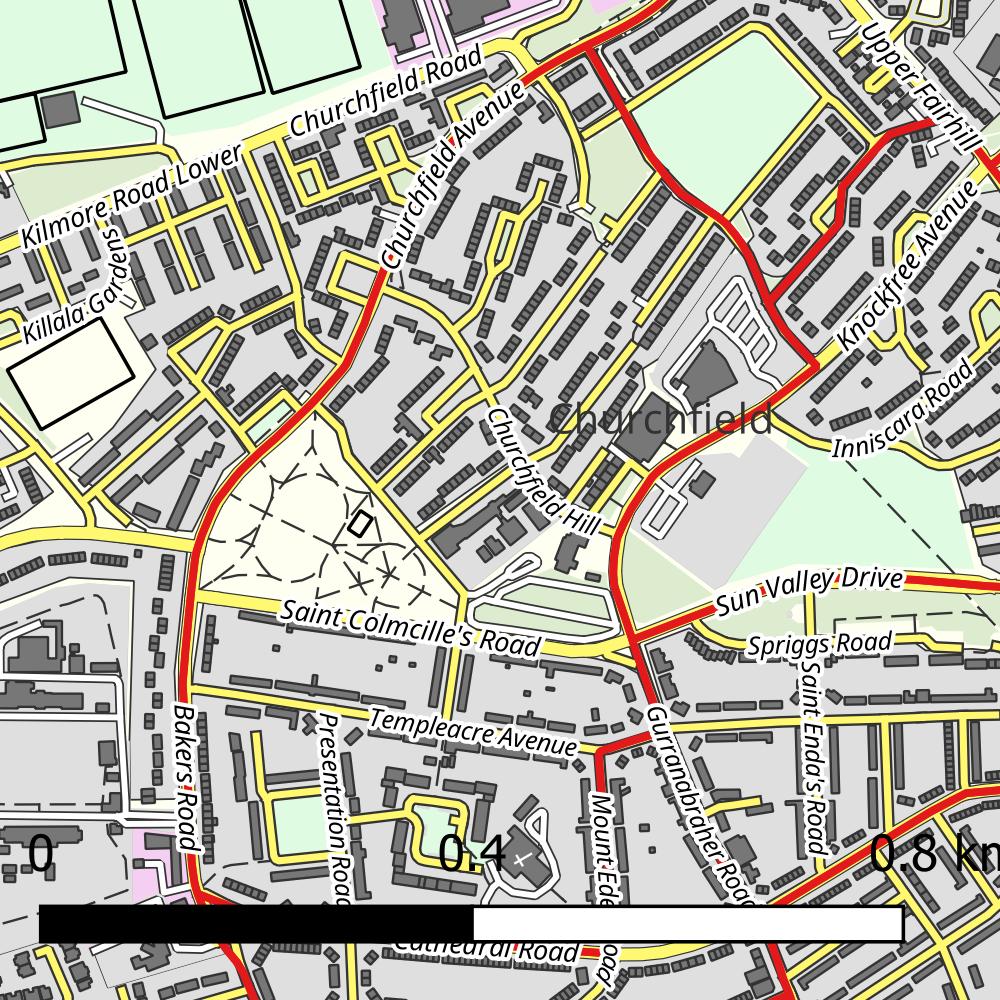 Upper Fairhill
Churchfield Road
Churchfield Avenue
Kilmore Road Lower
Knockfree Avenue
Killala Gardens
Churchfield
Inniscara Road
Churchfield Hill
Sun Valley Drive
Saint Colmcille's Road
Spriggs Road
Saint Enda's Road
Templeacre Avenue
Bakers Road
Presentation Road
Gurranabraher Road
Mount Eden Road
0
0.4
0.8 km
Cathedral Road